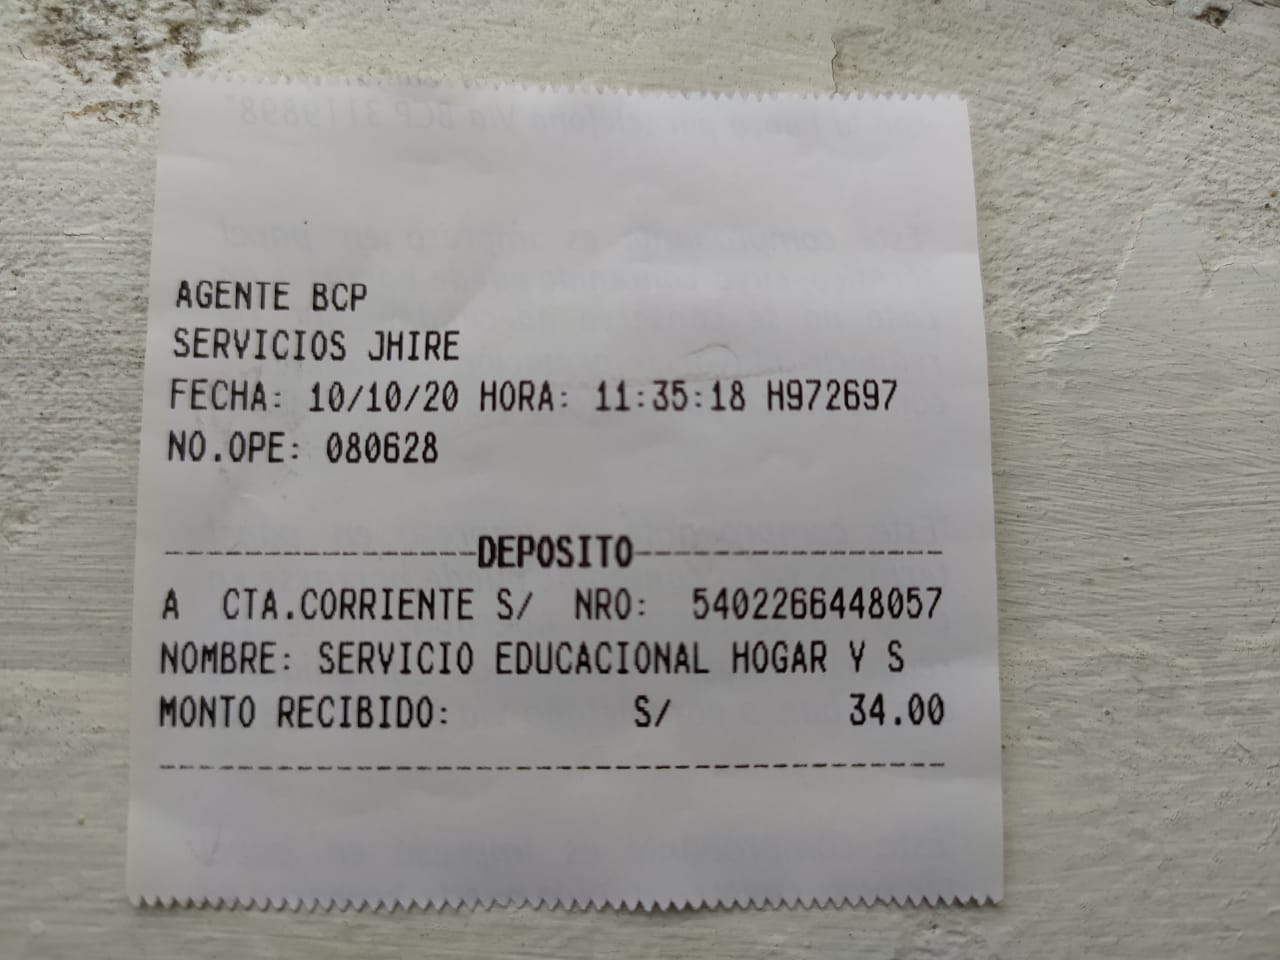 AGENTE BCP
SERVICIOS JHIRE
FECHA: 10/10/20 HORA: 11:35:18 H972697
NO.OPE: 080628
----------------DEPOSITO----------------
A CTA.CORRIENTE S/ NRO: 5402266448057
NOMBRE: SERVICIO EDUCACIONAL HOGAR Y S
MONTO RECIBIDO: S/ 34.00
----------------------------------------